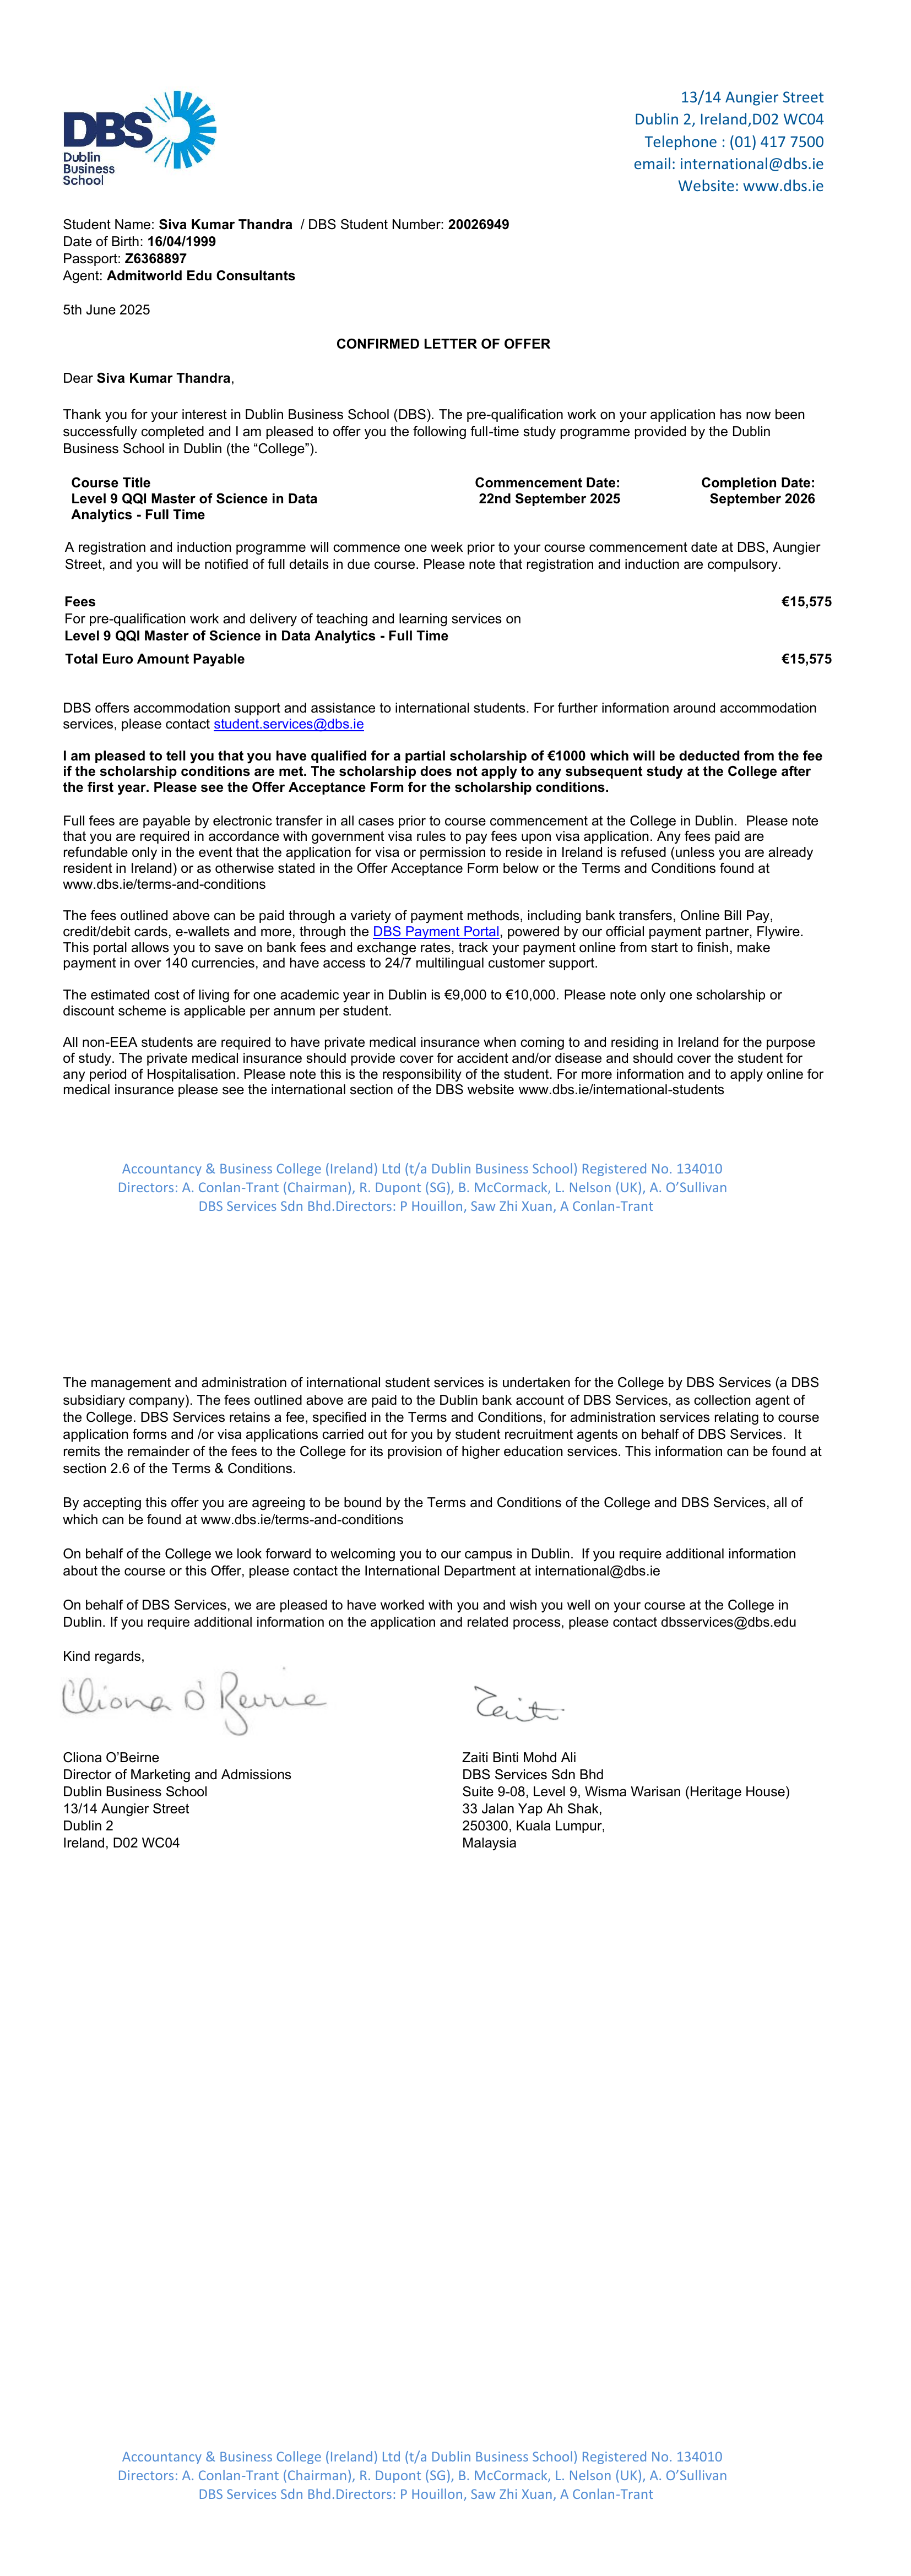 DBS
Dublin
Business
School
13/14 Aungier Street
Dublin 2, Ireland,D02 WC04
Telephone : (01) 417 7500
email: international@dbs.ie
Website: www.dbs.ie
Student Name: Siva Kumar Thandra / DBS Student Number: 20026949
Date of Birth: 16/04/1999
Passport: Z6368897
Agent: Admitworld Edu Consultants
5th June 2025
CONFIRMED LETTER OF OFFER
Dear Siva Kumar Thandra,
Thank you for your interest in Dublin Business School (DBS). The pre-qualification work on your application has now been
successfully completed and I am pleased to offer you the following full-time study programme provided by the Dublin
Business School in Dublin (the “College”).
Course Title Commencement Date: Completion Date:
Level 9 QQI Master of Science in Data 22nd September 2025 September 2026
Analytics - Full Time
A registration and induction programme will commence one week prior to your course commencement date at DBS, Aungier
Street, and you will be notified of full details in due course. Please note that registration and induction are compulsory.
Fees €15,575
For pre-qualification work and delivery of teaching and learning services on
Level 9 QQI Master of Science in Data Analytics - Full Time
Total Euro Amount Payable €15,575
DBS offers accommodation support and assistance to international students. For further information around accommodation
services, please contact student.services@dbs.ie
I am pleased to tell you that you have qualified for a partial scholarship of €1000 which will be deducted from the fee
if the scholarship conditions are met. The scholarship does not apply to any subsequent study at the College after
the first year. Please see the Offer Acceptance Form for the scholarship conditions.
Full fees are payable by electronic transfer in all cases prior to course commencement at the College in Dublin. Please note
that you are required in accordance with government visa rules to pay fees upon visa application. Any fees paid are
refundable only in the event that the application for visa or permission to reside in Ireland is refused (unless you are already
resident in Ireland) or as otherwise stated in the Offer Acceptance Form below or the Terms and Conditions found at
www.dbs.ie/terms-and-conditions
The fees outlined above can be paid through a variety of payment methods, including bank transfers, Online Bill Pay,
credit/debit cards, e-wallets and more, through the DBS Payment Portal, powered by our official payment partner, Flywire.
This portal allows you to save on bank fees and exchange rates, track your payment online from start to finish, make
payment in over 140 currencies, and have access to 24/7 multilingual customer support.
The estimated cost of living for one academic year in Dublin is €9,000 to €10,000. Please note only one scholarship or
discount scheme is applicable per annum per student.
All non-EEA students are required to have private medical insurance when coming to and residing in Ireland for the purpose
of study. The private medical insurance should provide cover for accident and/or disease and should cover the student for
any period of Hospitalisation. Please note this is the responsibility of the student. For more information and to apply online for
medical insurance please see the international section of the DBS website www.dbs.ie/international-students
Accountancy & Business College (Ireland) Ltd (t/a Dublin Business School) Registered No. 134010
Directors: A. Conlan-Trant (Chairman), R. Dupont (SG), B. McCormack, L. Nelson (UK), A. O’Sullivan
DBS Services Sdn Bhd.Directors: P Houillon, Saw Zhi Xuan, A Conlan-Trant
The management and administration of international student services is undertaken for the College by DBS Services (a DBS
subsidiary company). The fees outlined above are paid to the Dublin bank account of DBS Services, as collection agent of
the College. DBS Services retains a fee, specified in the Terms and Conditions, for administration services relating to course
application forms and /or visa applications carried out for you by student recruitment agents on behalf of DBS Services. It
remits the remainder of the fees to the College for its provision of higher education services. This information can be found at
section 2.6 of the Terms & Conditions.
By accepting this offer you are agreeing to be bound by the Terms and Conditions of the College and DBS Services, all of
which can be found at www.dbs.ie/terms-and-conditions
On behalf of the College we look forward to welcoming you to our campus in Dublin. If you require additional information
about the course or this Offer, please contact the International Department at international@dbs.ie
On behalf of DBS Services, we are pleased to have worked with you and wish you well on your course at the College in
Dublin. If you require additional information on the application and related process, please contact dbsservices@dbs.edu
Kind regards,
Cliona O'Beirne
Zaiti
Cliona O’Beirne
Director of Marketing and Admissions
Dublin Business School
13/14 Aungier Street
Dublin 2
Ireland, D02 WC04
Zaiti Binti Mohd Ali
DBS Services Sdn Bhd
Suite 9-08, Level 9, Wisma Warisan (Heritage House)
33 Jalan Yap Ah Shak,
250300, Kuala Lumpur,
Malaysia
Accountancy & Business College (Ireland) Ltd (t/a Dublin Business School) Registered No. 134010
Directors: A. Conlan-Trant (Chairman), R. Dupont (SG), B. McCormack, L. Nelson (UK), A. O’Sullivan
DBS Services Sdn Bhd.Directors: P Houillon, Saw Zhi Xuan, A Conlan-Trant